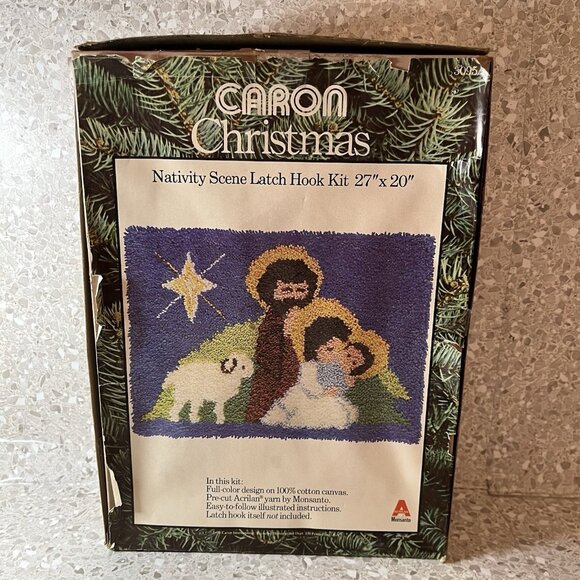 CARON
Christmas
Nativity Scene Latch Hook Kit 27" x 20"
In this kit:
Full-color design on 100% cotton canvas.
Pre-cut Acrilan® yarn by Monsanto.
Easy-to-follow illustrated instructions.
Latch hook itself not included.
A
Monsanto